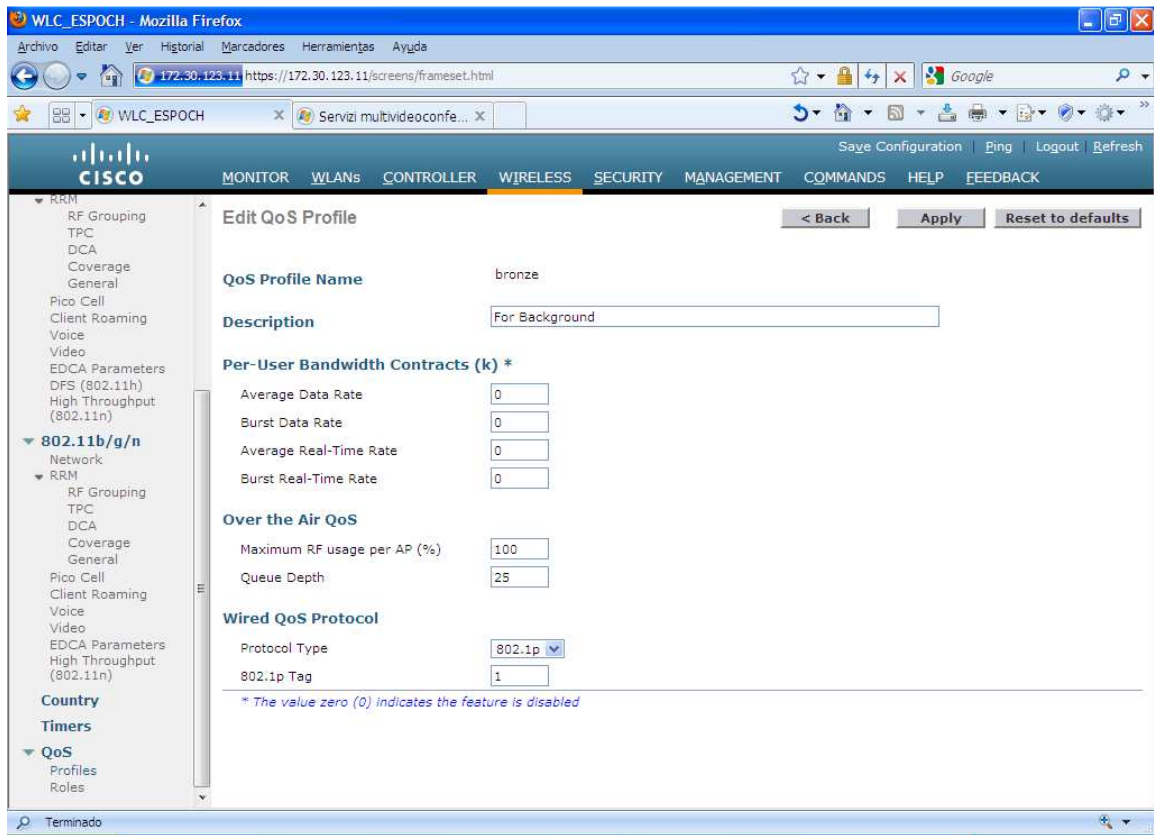 WLC_ESPOCH - Mozilla Firefox
Archivo Editar Ver Historial Marcadores Herramientas Ayuda
172.30.123.11 https://172.30.123.11/screens/frameset.html
Google
WLC_ESPOCH
Servizi multivideoconfe...
Save Configuration | Ping | Logout | Refresh
CISCO
MONITOR WLANs CONTROLLER WIRELESS SECURITY MANAGEMENT COMMANDS HELP FEEDBACK
RRM
RF Grouping
TPC
DCA
Coverage
General
Pico Cell
Client Roaming
Voice
Video
EDCA Parameters
DFS (802.11h)
High Throughput
(802.11n)
802.11b/g/n
Network
RRM
RF Grouping
TPC
DCA
Coverage
General
Pico Cell
Client Roaming
Voice
Video
EDCA Parameters
High Throughput
(802.11n)
Country
Timers
QoS
Profiles
Roles
Edit QoS Profile
< Back Apply Reset to defaults
QoS Profile Name bronze
Description For Background
Per-User Bandwidth Contracts (k) *
Average Data Rate 0
Burst Data Rate 0
Average Real-Time Rate 0
Burst Real-Time Rate 0
Over the Air QoS
Maximum RF usage per AP (%) 100
Queue Depth 25
Wired QoS Protocol
Protocol Type 802.1p
802.1p Tag 1
* The value zero (0) indicates the feature is disabled
Terminado